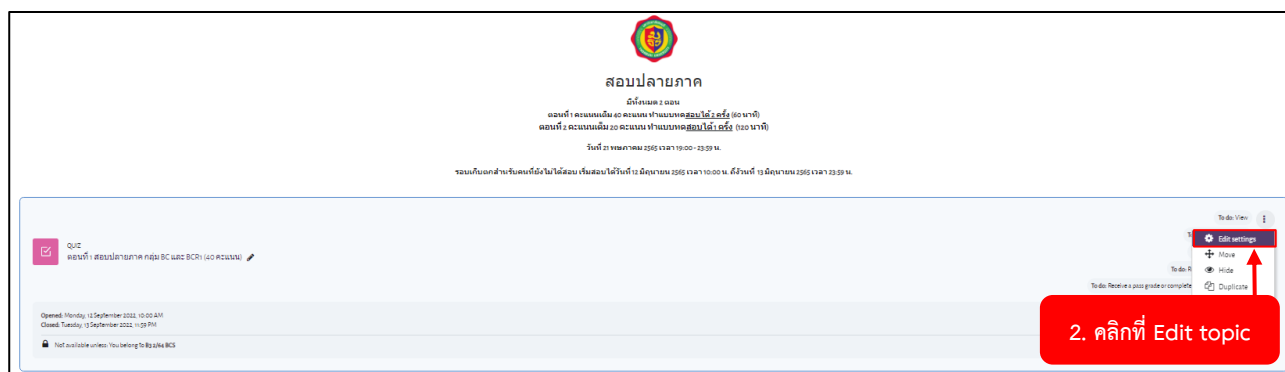 สอบปลายภาค
มีทั้งหมด 2 ตอน
ตอนที่ 1 คะแนนเต็ม 40 คะแนน ทำแบบทดสอบได้ 2 ครั้ง (60 นาที)
ตอนที่ 2 คะแนนเต็ม 20 คะแนน ทำแบบทดสอบได้ 1 ครั้ง (120 นาที)
วันที่ 21 พฤษภาคม 2565 เวลา 19:00 - 23:59 น.
รอบเก็บตกสำหรับคนที่ยังไม่ได้สอบ เริ่มสอบได้วันที่ 12 มิถุนายน 2565 เวลา 10:00 น. ถึงวันที่ 13 มิถุนายน 2565 เวลา 23:59 น.
To do: View
QUIZ
ตอนที่ 1 สอบปลายภาค กลุ่ม BC และ BCR1 (40 คะแนน)
Edit settings
Move
To do: R
Hide
To do: Receive a pass grade or complete
Duplicate
Opened: Monday, 12 September 2022, 10:00 AM
Closed: Tuesday, 13 September 2022, 11:59 PM
Not available unless: You belong to B3 2/64 BCS
2. คลิกที่ Edit topic